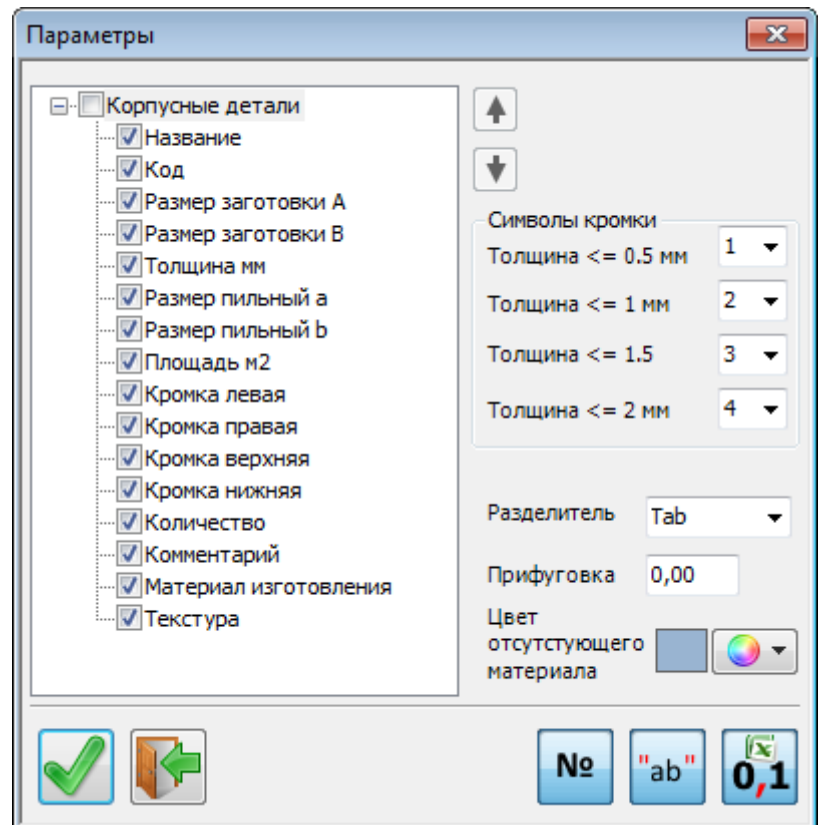 Параметры
Корпусные детали
Название
Код
Размер заготовки A
Размер заготовки B
Толщина мм
Размер пильный a
Размер пильный b
Площадь м2
Кромка левая
Кромка правая
Кромка верхняя
Кромка нижняя
Количество
Комментарий
Материал изготовления
Текстура
Символы кромки
Толщина <= 0.5 мм 1
Толщина <= 1 мм 2
Толщина <= 1.5 3
Толщина <= 2 мм 4
Разделитель Tab
Прифуговка 0,00
Цвет
отсутстующего
материала
№ "ab" 0,1